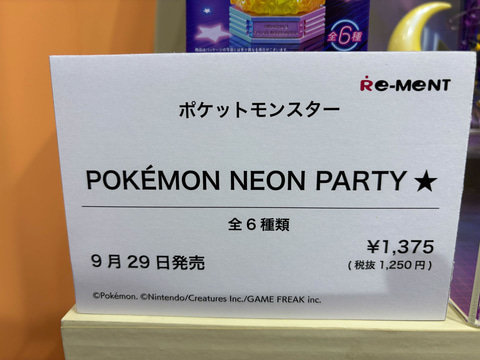 全6種
Re-MeNT
ポケットモンスター
POKÉMON NEON PARTY ★
全6種類
9月29日発売
¥1,375
(税抜1,250円)
©Pokémon. ©Nintendo/Creatures Inc./GAME FREAK inc.